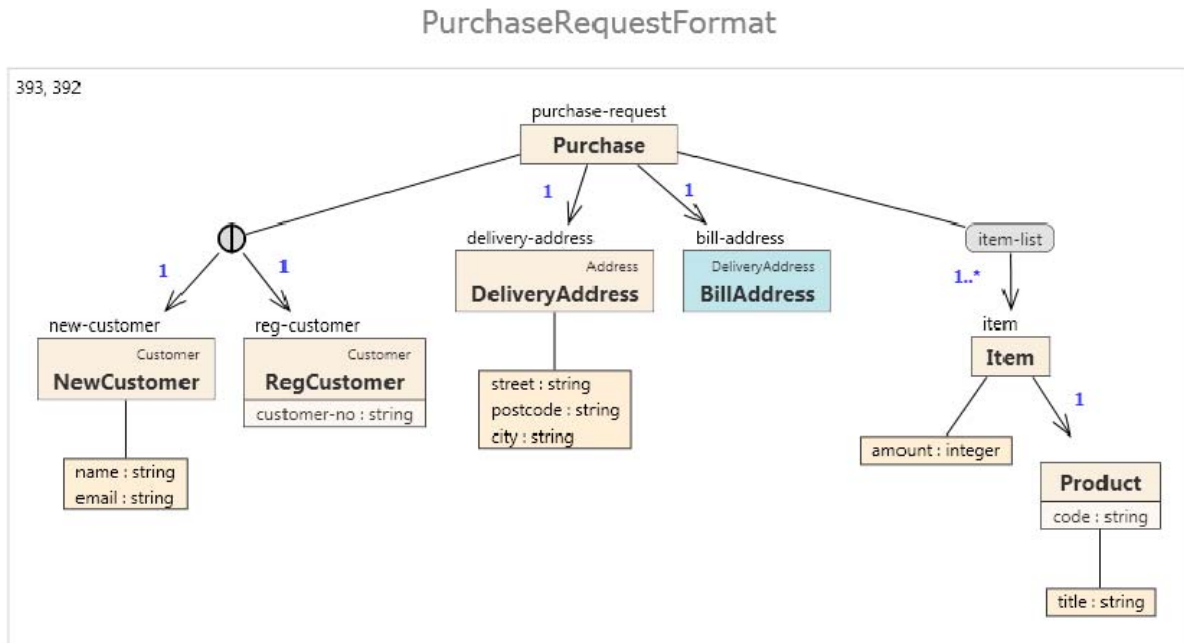 PurchaseRequestFormat
393, 392
purchase-request
Purchase
1
1
delivery-address
bill-address
item-list
Address
DeliveryAddress
DeliveryAddress
BillAddress
1
1
1..*
new-customer
reg-customer
item
Customer
NewCustomer
Customer
RegCustomer
customer-no : string
Item
street : string
postcode : string
city : string
1
amount : integer
name : string
email : string
Product
code : string
title : string